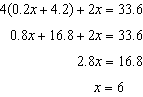 4(0.2x + 4.2) + 2x = 33.6
0.8x + 16.8 + 2x = 33.6
2.8x = 16.8
x = 6